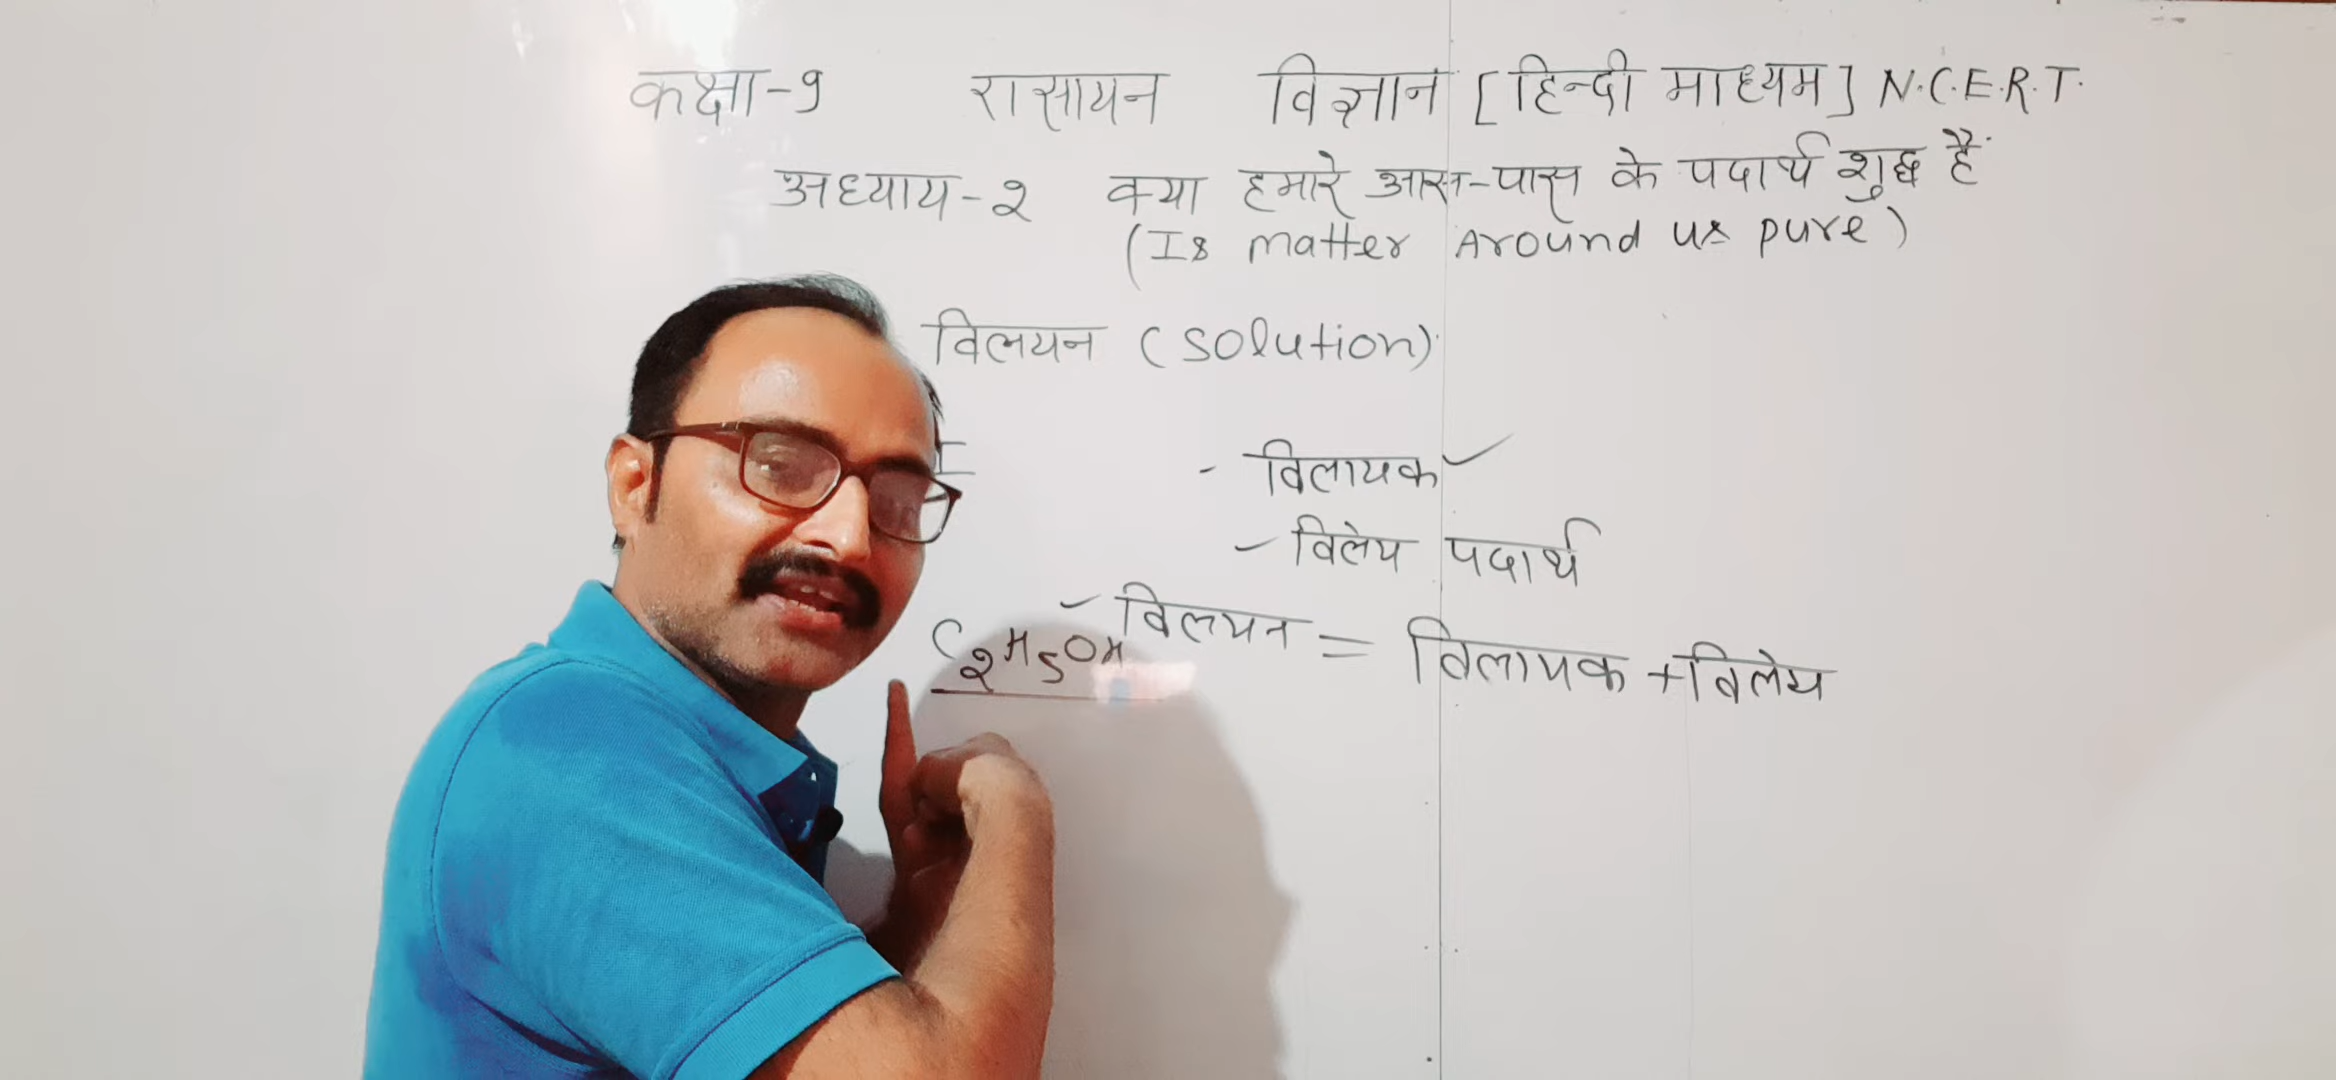 कक्षा-9 रासायन विज्ञान [हिन्दी माध्यम] N.C.E.R.T.
अध्याय-2 क्या हमारे आस-पास के पदार्थ शुद्ध हैं
(Is matter Around us pure)
विलयन (solution)
- विलायक ✓
- विलेय पदार्थ
- विलयन = विलायक + विलेय
C2H5OH